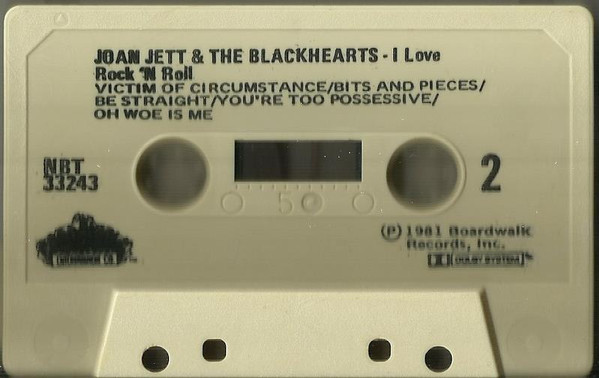 JOAN JETT & THE BLACKHEARTS - I Love
Rock 'N Roll
VICTIM OF CIRCUMSTANCE/BITS AND PIECES/
BE STRAIGHT/YOU'RE TOO POSSESSIVE/
OH WOE IS ME
NBT
33243
2
50
Ⓟ 1981 Boardwalk
Records, Inc.
DOLBY SYSTEM